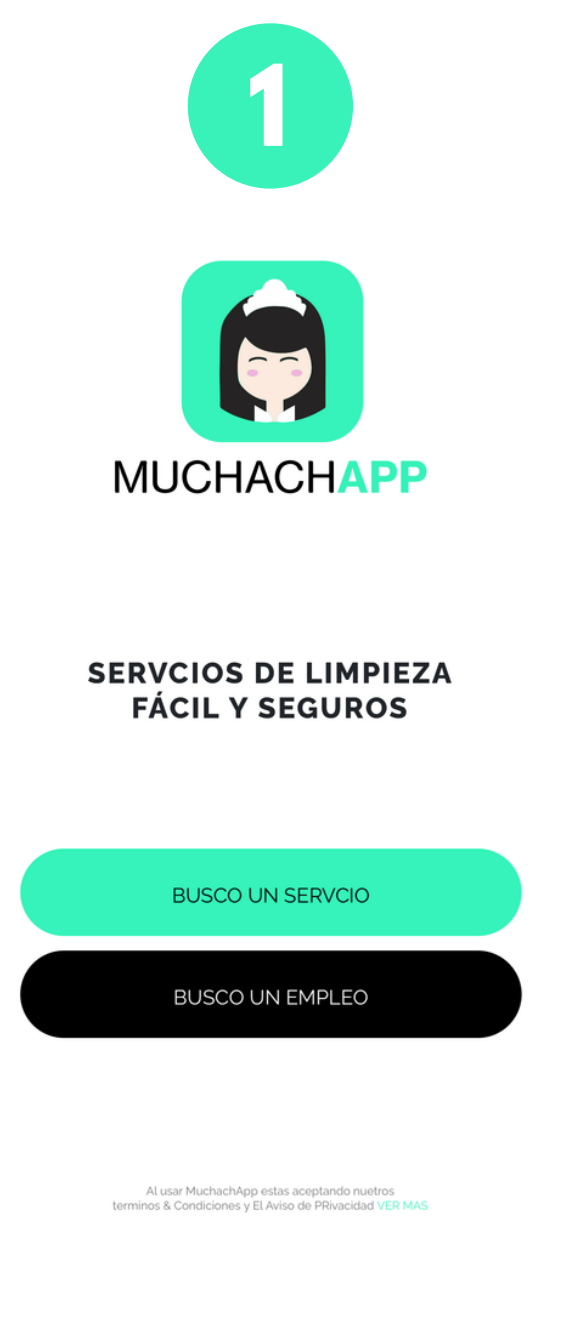 1
MUCHACHAPP
SERVCIOS DE LIMPIEZA
FÁCIL Y SEGUROS
BUSCO UN SERVCIO
BUSCO UN EMPLEO
Al usar MuchachApp estas aceptando nuetros
terminos & Condiciones y El Aviso de PRivacidad VER MAS